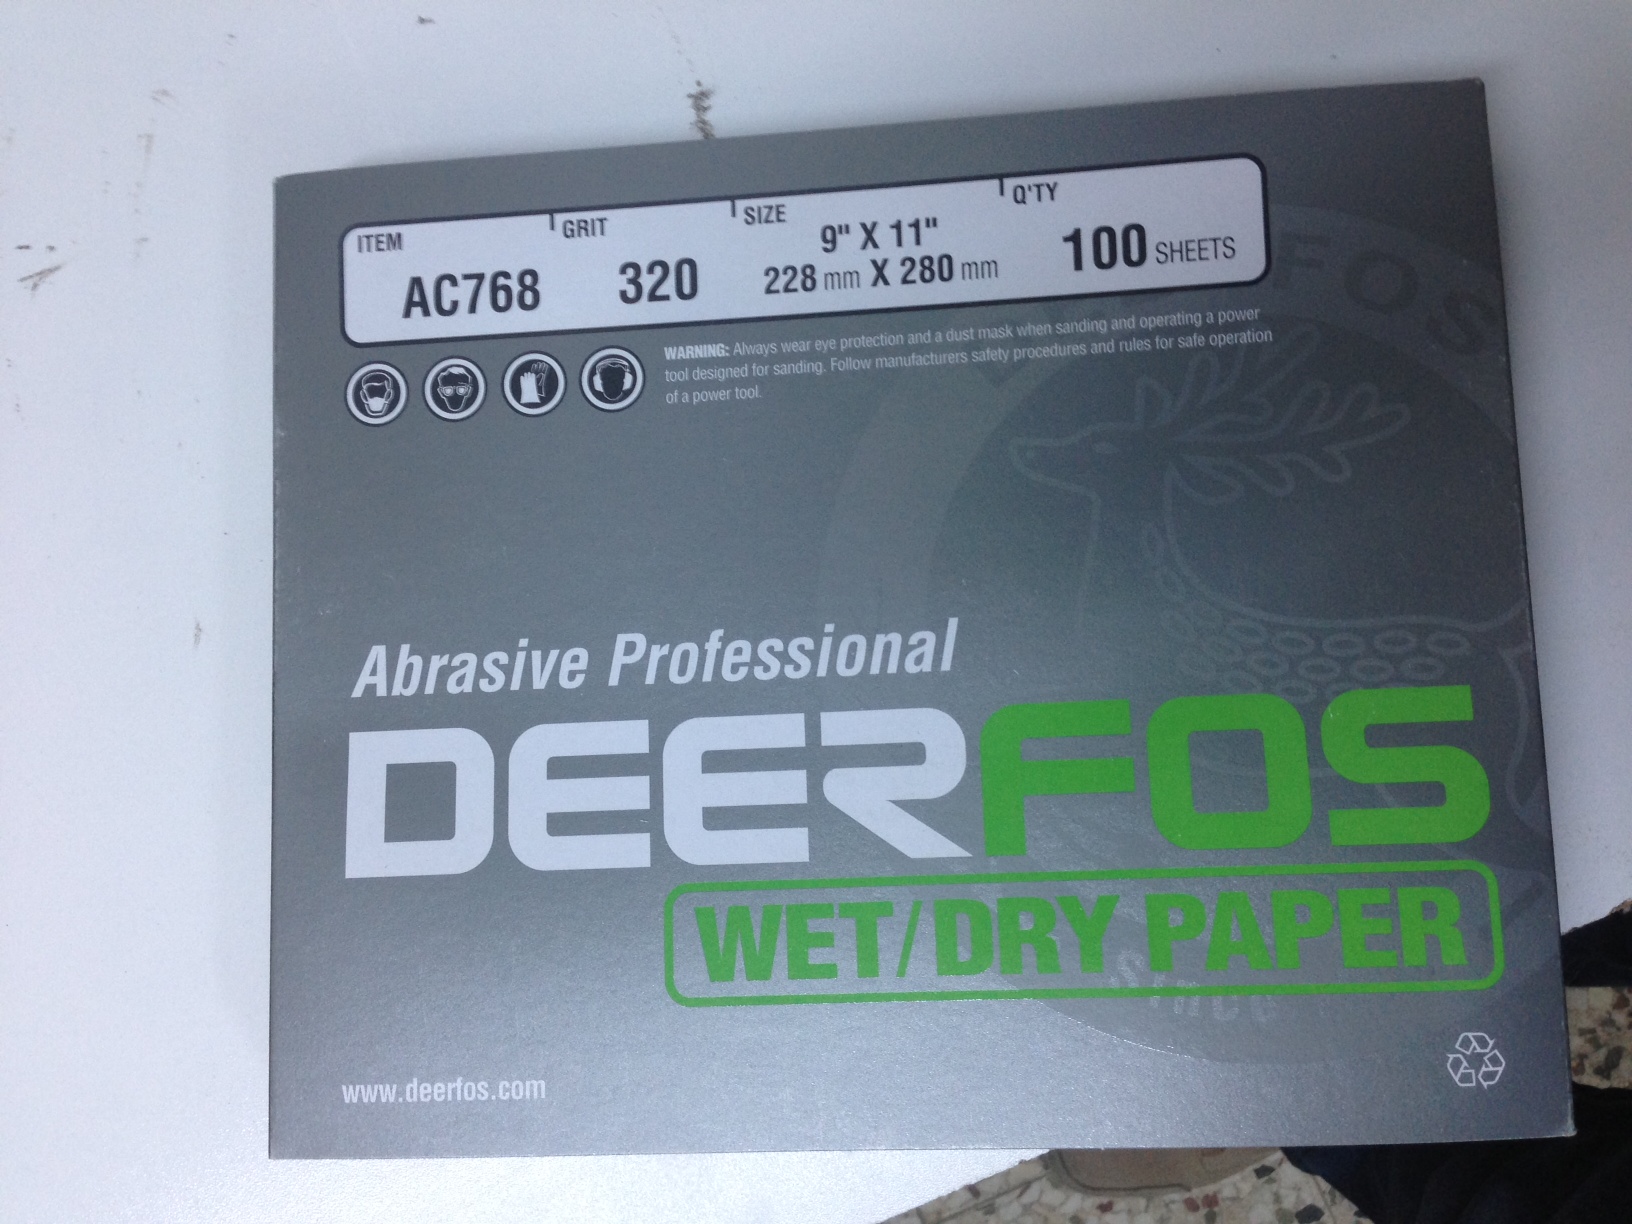 ITEM GRIT SIZE Q'TY
AC768 320 9" X 11" 100 SHEETS
228 mm X 280 mm
WARNING: Always wear eye protection and a dust mask when sanding and operating a power
tool designed for sanding. Follow manufacturers safety procedures and rules for safe operation
of a power tool.
Abrasive Professional
DEERFOS
WET/DRY PAPER
Since
www.deerfos.com